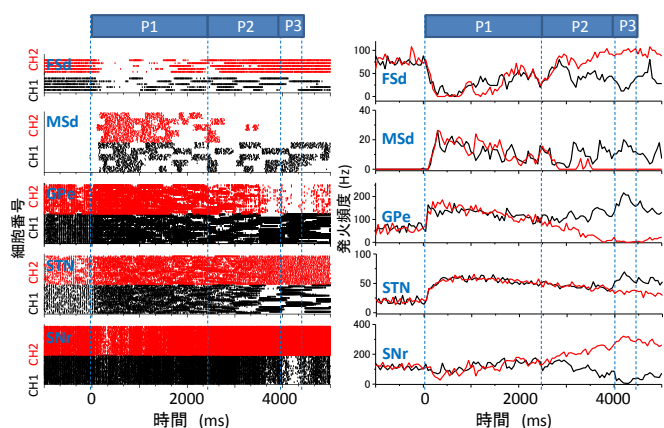 P1 P2 P3 P1 P2 P3
CH2 FSd
CH1
CH2 MSd
CH1
CH2 GPe
CH1
CH2 STN
CH1
CH2 SNr
CH1
細胞番号
0 2000 4000
時間 (ms)
発火頻度 (Hz)
100
50
0
FSd
40
20
0
MSd
200
100
0
GPe
100
50
0
STN
400
200
0
SNr
0 2000 4000
時間 (ms)